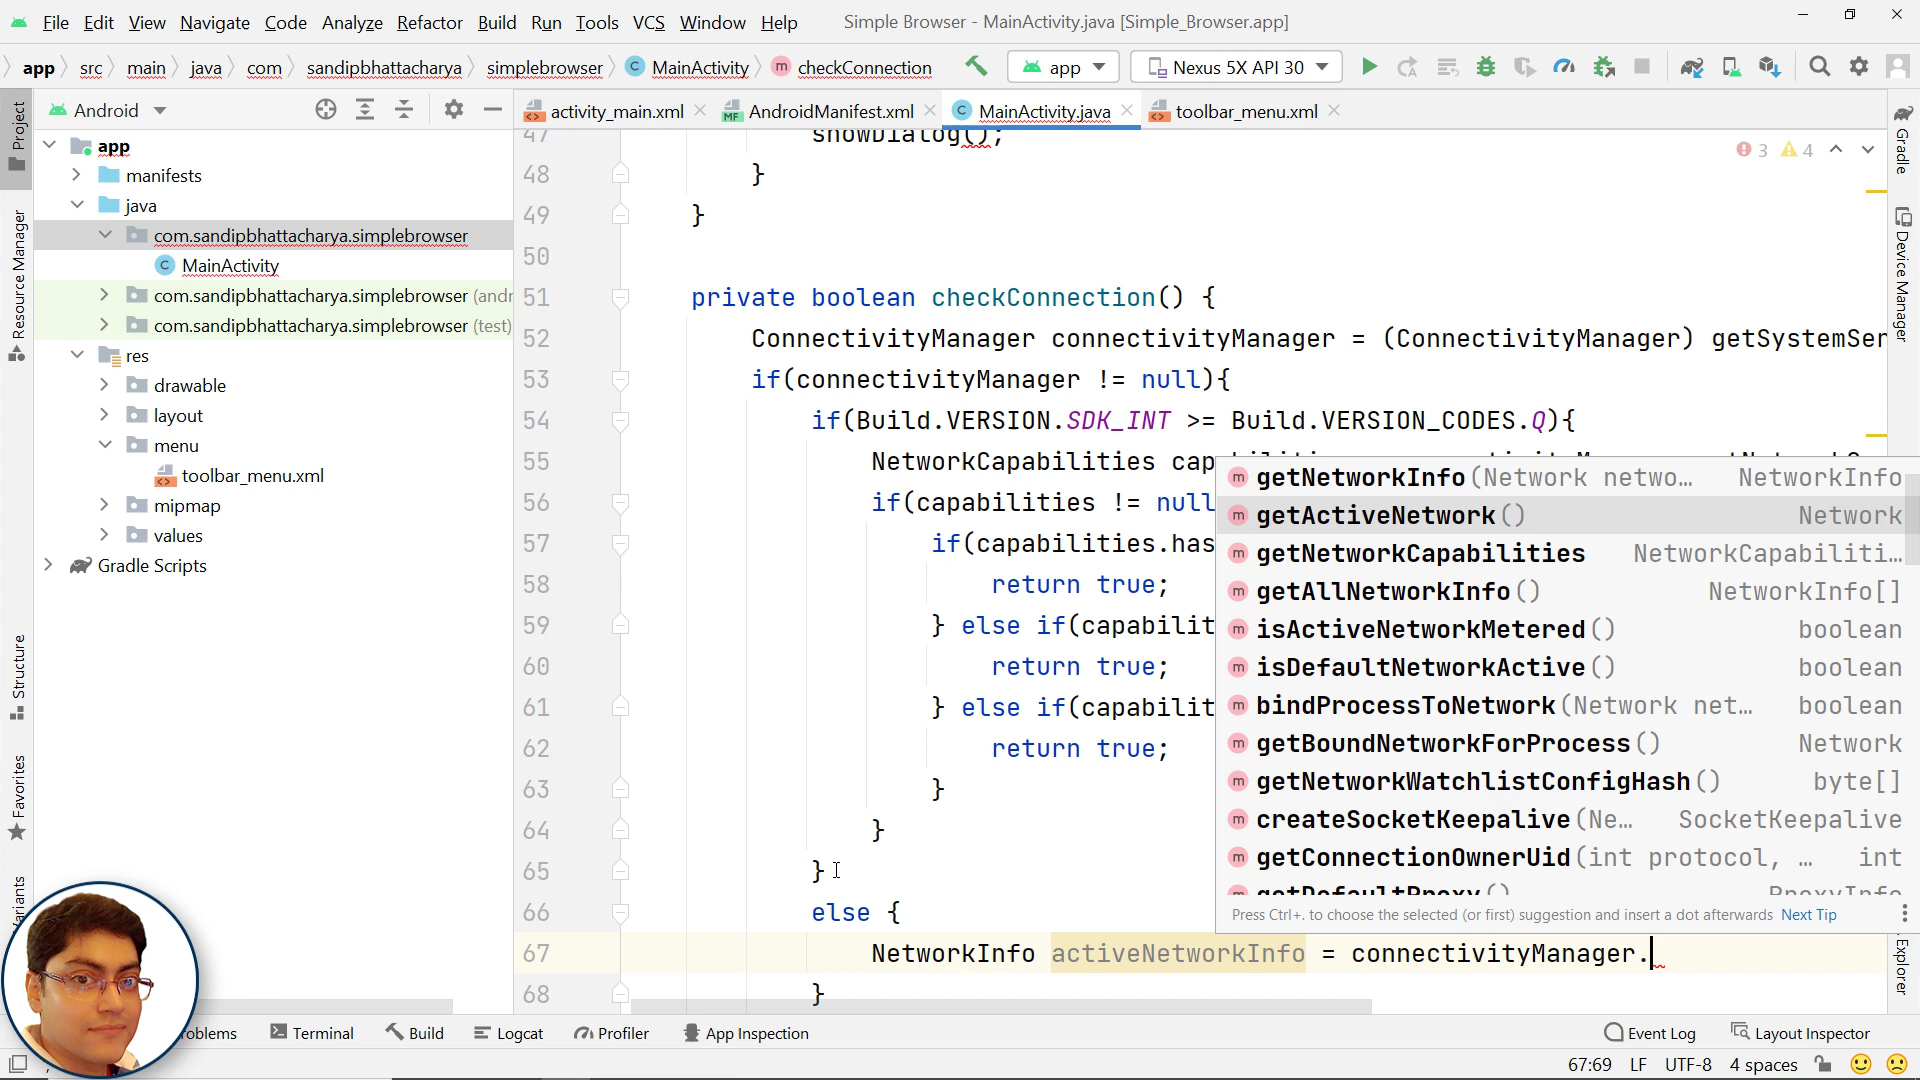 File Edit View Navigate Code Analyze Refactor Build Run Tools VCS Window Help Simple Browser - MainActivity.java [Simple_Browser.app]
app src main java com sandipbhattacharya simplebrowser MainActivity checkConnection app Nexus 5X API 30
Android
activity_main.xml AndroidManifest.xml MainActivity.java toolbar_menu.xml
Project
Resource Manager
Structure
Favorites
app
manifests
java
com.sandipbhattacharya.simplebrowser
MainActivity
com.sandipbhattacharya.simplebrowser (andr
com.sandipbhattacharya.simplebrowser (test)
res
drawable
layout
menu
toolbar_menu.xml
mipmap
values
Gradle Scripts
3 4
47 showDialog();
48 }
49 }
50
51 private boolean checkConnection() {
52 ConnectivityManager connectivityManager = (ConnectivityManager) getSystemSer
53 if(connectivityManager != null){
54 if(Build.VERSION.SDK_INT >= Build.VERSION_CODES.Q){
55 NetworkCapabilities cap
56 if(capabilities != null
57 if(capabilities.has
58 return true;
59 } else if(capabilit
60 return true;
61 } else if(capabilit
62 return true;
63 }
64 }
65 }
66 else {
67 NetworkInfo activeNetworkInfo = connectivityManager.
68 }
m getNetworkInfo(Network netwo... NetworkInfo
m getActiveNetwork() Network
m getNetworkCapabilities NetworkCapabiliti...
m getAllNetworkInfo() NetworkInfo[]
m isActiveNetworkMetered() boolean
m isDefaultNetworkActive() boolean
m bindProcessToNetwork(Network net... boolean
m getBoundNetworkForProcess() Network
m getNetworkWatchlistConfigHash() byte[]
m createSocketKeepalive(Ne... SocketKeepalive
m getConnectionOwnerUid(int protocol, ... int
m getDefaultProxy() ProxyInfo
Press Ctrl+. to choose the selected (or first) suggestion and insert a dot afterwards Next Tip
Gradle
Device Manager
Explorer
oblems Terminal Build Logcat Profiler App Inspection Event Log Layout Inspector
67:69 LF UTF-8 4 spaces